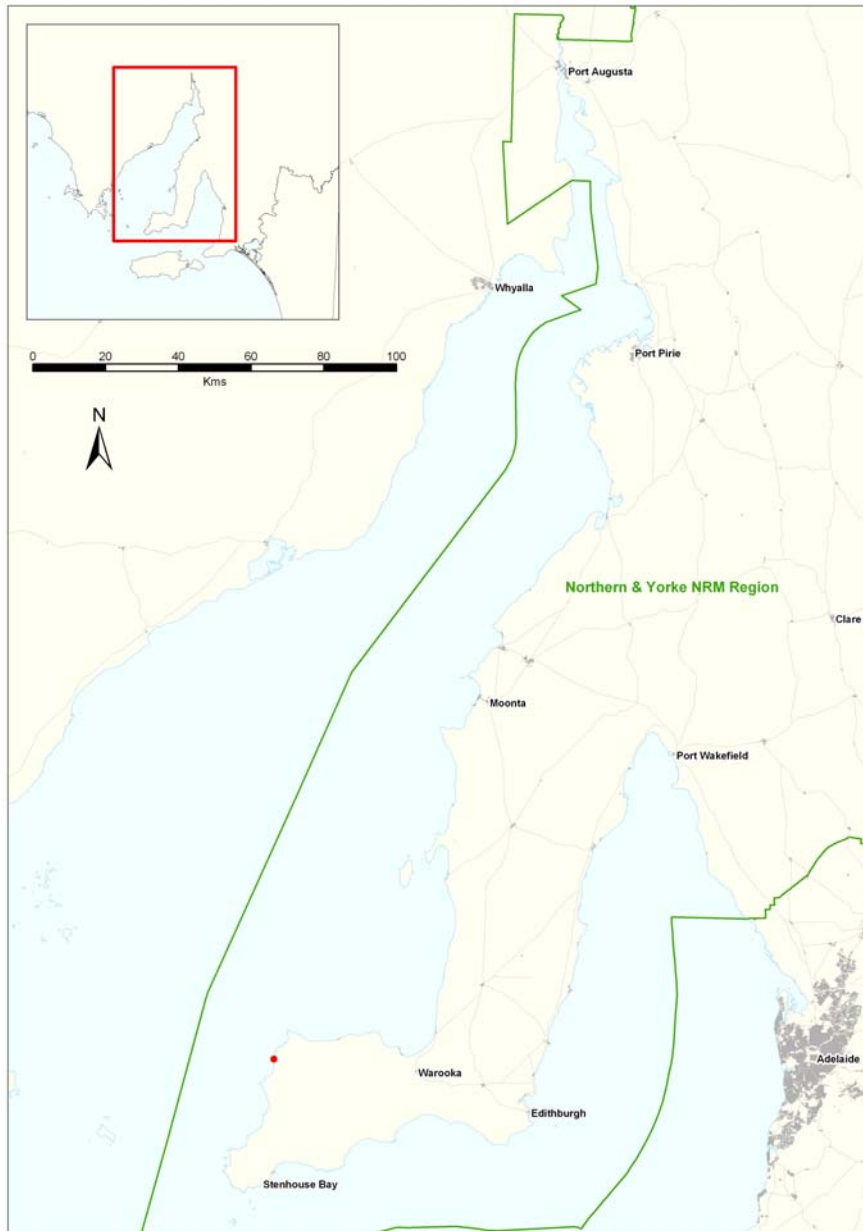 Port Augusta
Whyalla
0 20 40 60 80 100
Kms
Port Pirie
N
Northern & Yorke NRM Region
Clare
Moonta
Port Wakefield
Adelaide
Warooka
Edithburgh
Stenhouse Bay